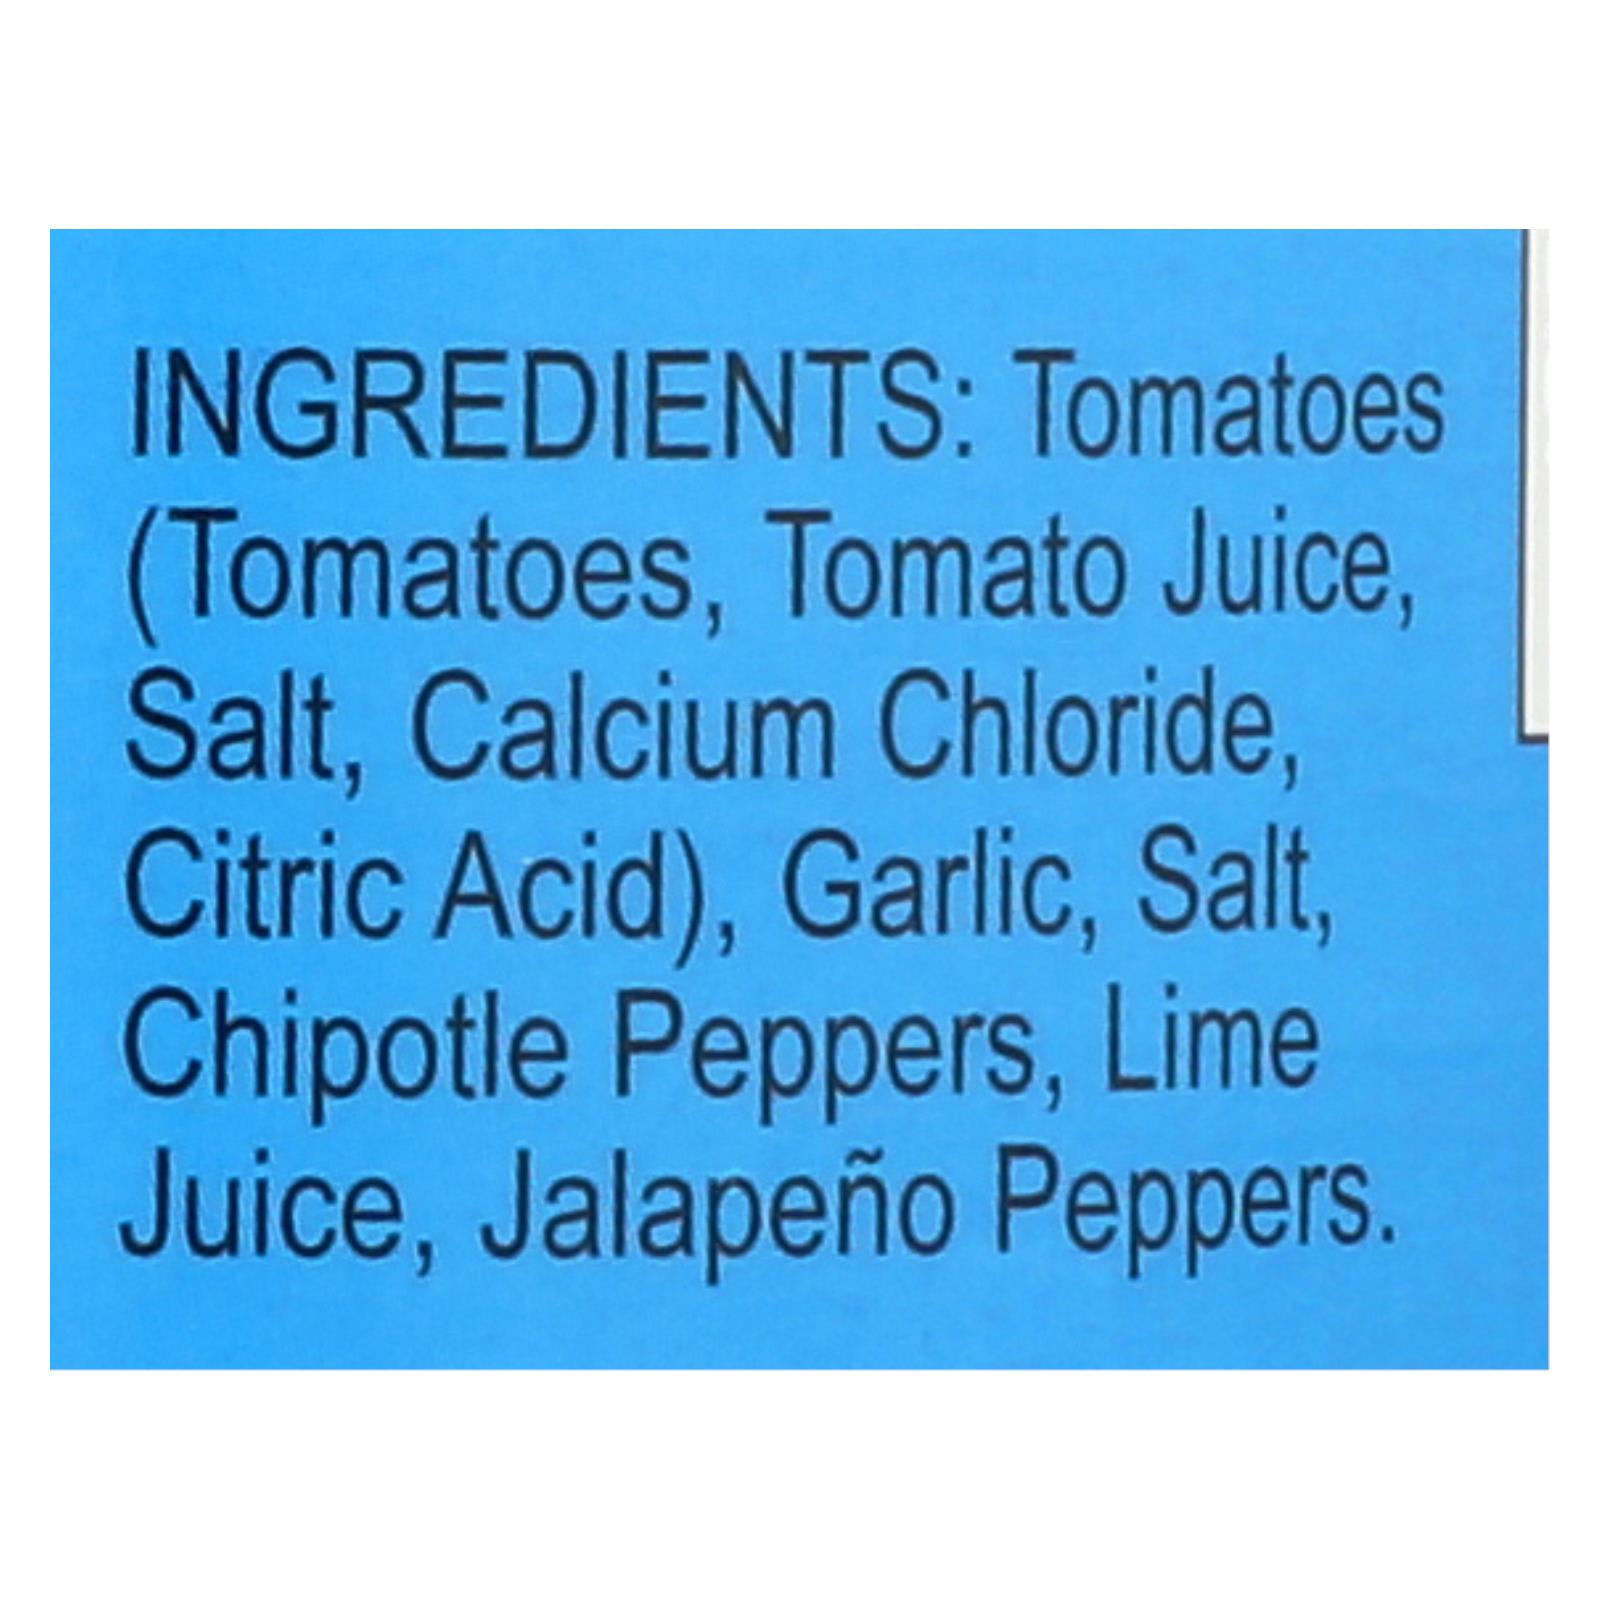 INGREDIENTS: Tomatoes
(Tomatoes, Tomato Juice,
Salt, Calcium Chloride,
Citric Acid), Garlic, Salt,
Chipotle Peppers, Lime
Juice, Jalapeño Peppers.